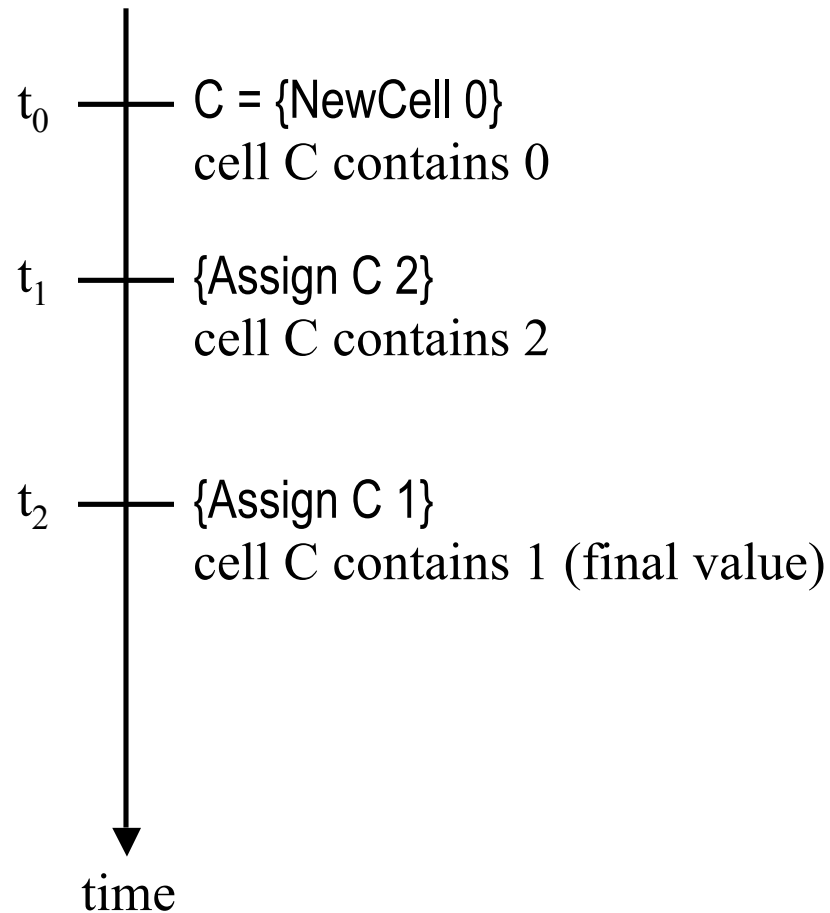 t₀ C = {NewCell 0}
cell C contains 0
t₁ {Assign C 2}
cell C contains 2
t₂ {Assign C 1}
cell C contains 1 (final value)
time